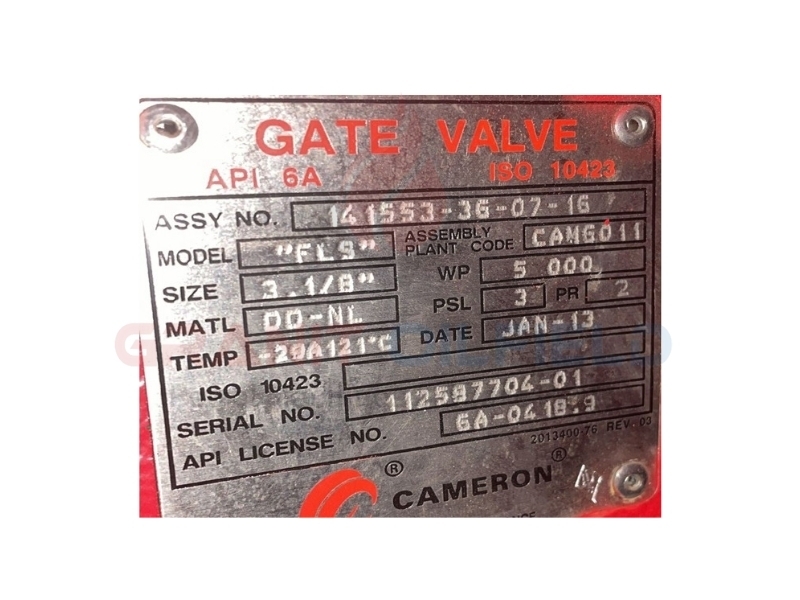 GATE VALVE
API 6A ISO 10423
ASSY NO. 141553-36-07-16
MODEL "FLS" ASSEMBLY PLANT CODE CAMG011
SIZE 3.1/8" WP 5 000
MATL DD-NL PSL 3 PR 2
TEMP -29A121°C DATE JAN-13
ISO 10423
SERIAL NO. 112587704-01
API LICENSE NO. 6A-0418.9
2013400-76 REV. 03
® CAMERON ®